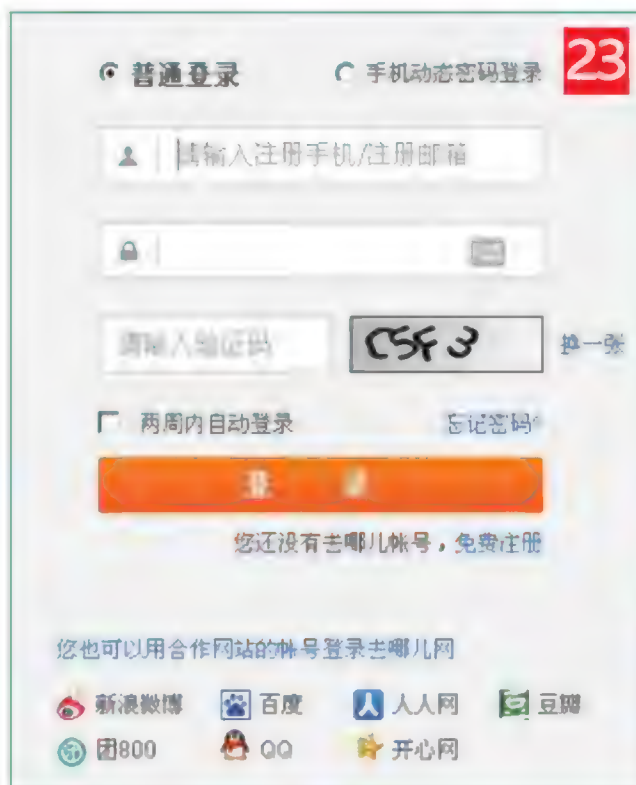 普通登录 手机动态密码登录 23
请输入注册手机/注册邮箱
请输入验证码 CSF3 换一张
两周内自动登录 忘记密码?
登 录
您还没有去哪儿帐号,免费注册
您也可以用合作网站的帐号登录去哪儿网
新浪微博 百度 人人网 豆瓣
团800 QQ 开心网